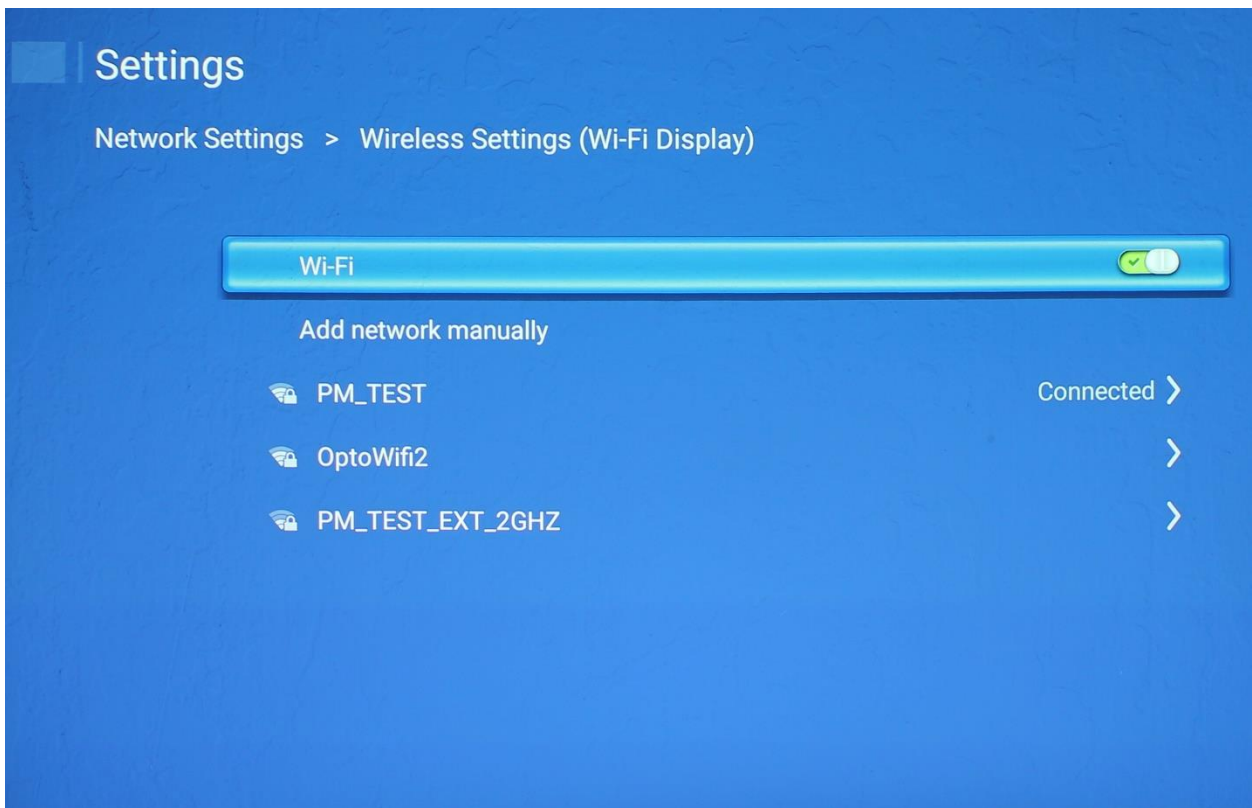 Settings
Network Settings > Wireless Settings (Wi-Fi Display)
Wi-Fi
Add network manually
PM_TEST Connected
OptoWifi2
PM_TEST_EXT_2GHZ